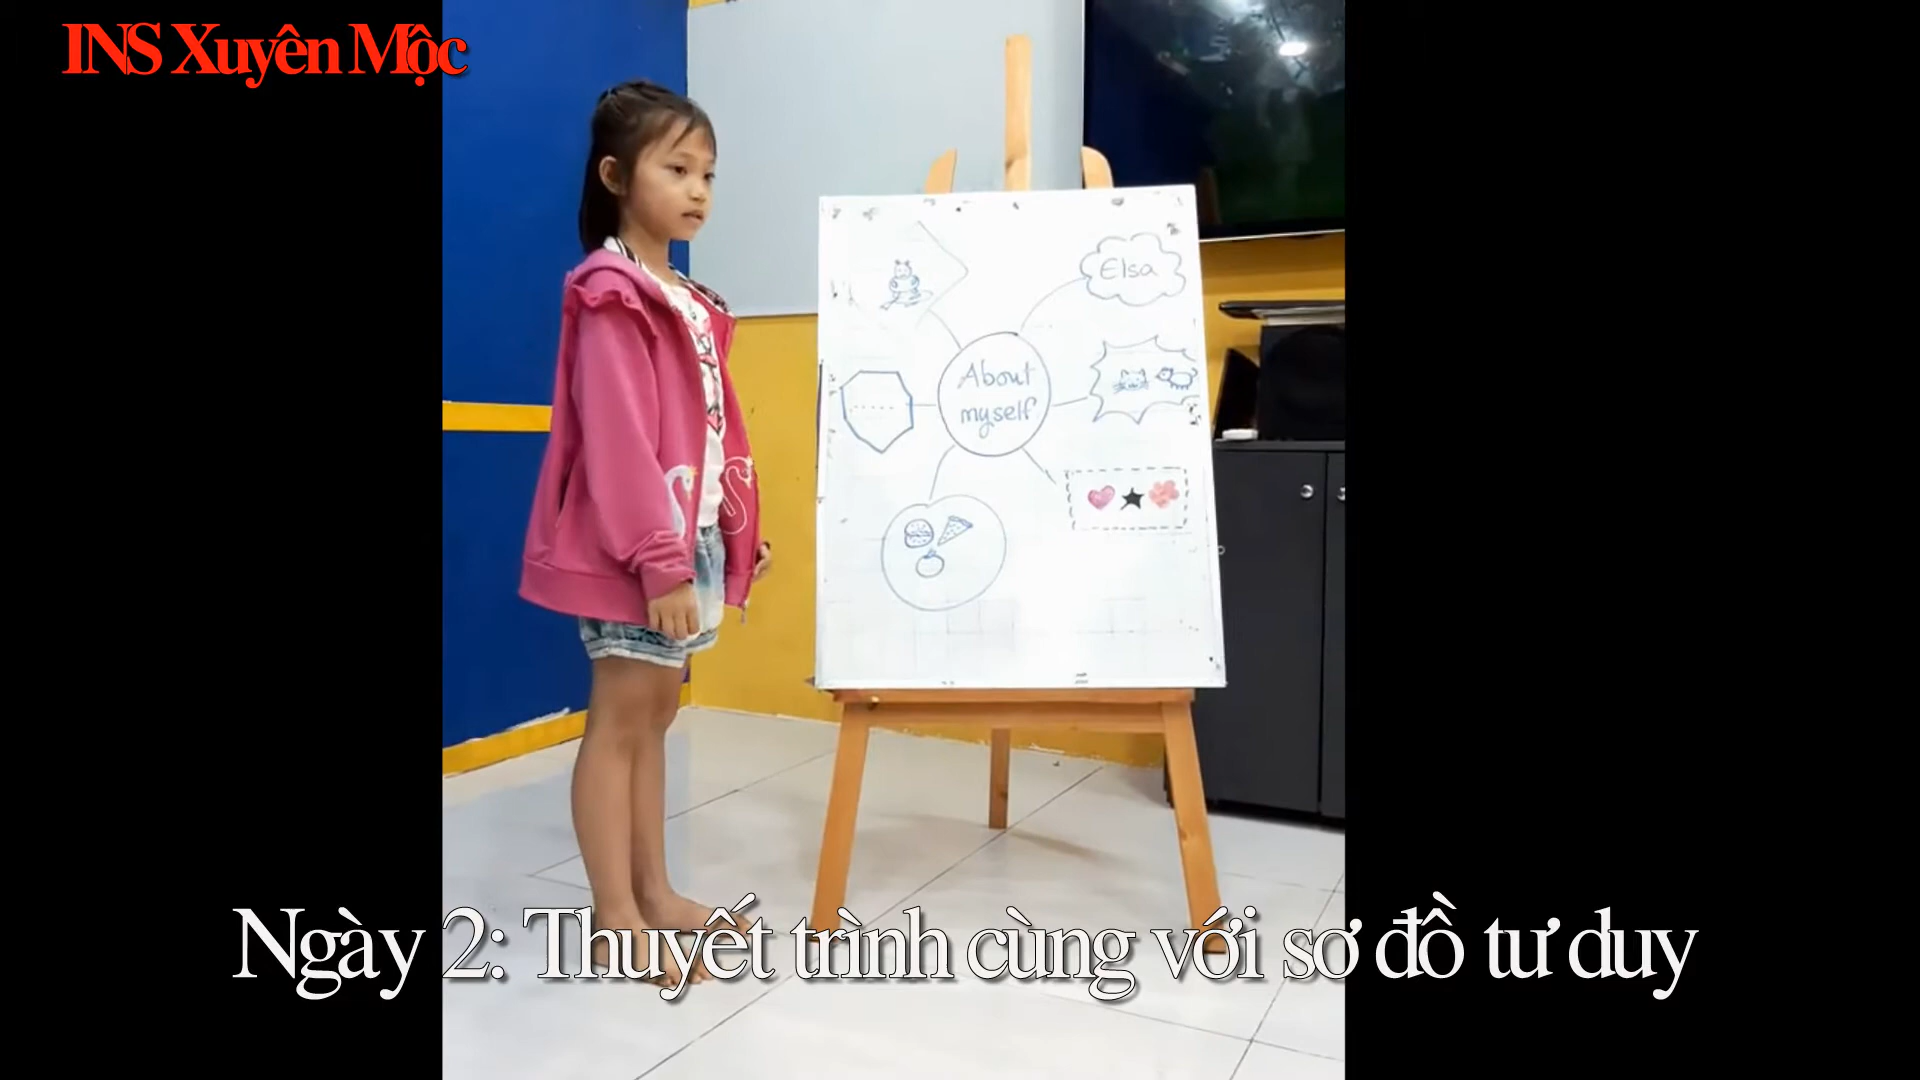 INS Xuyên Mộc
Elsa
About
myself
Ngày 2: Thuyết trình cùng với sơ đồ tư duy